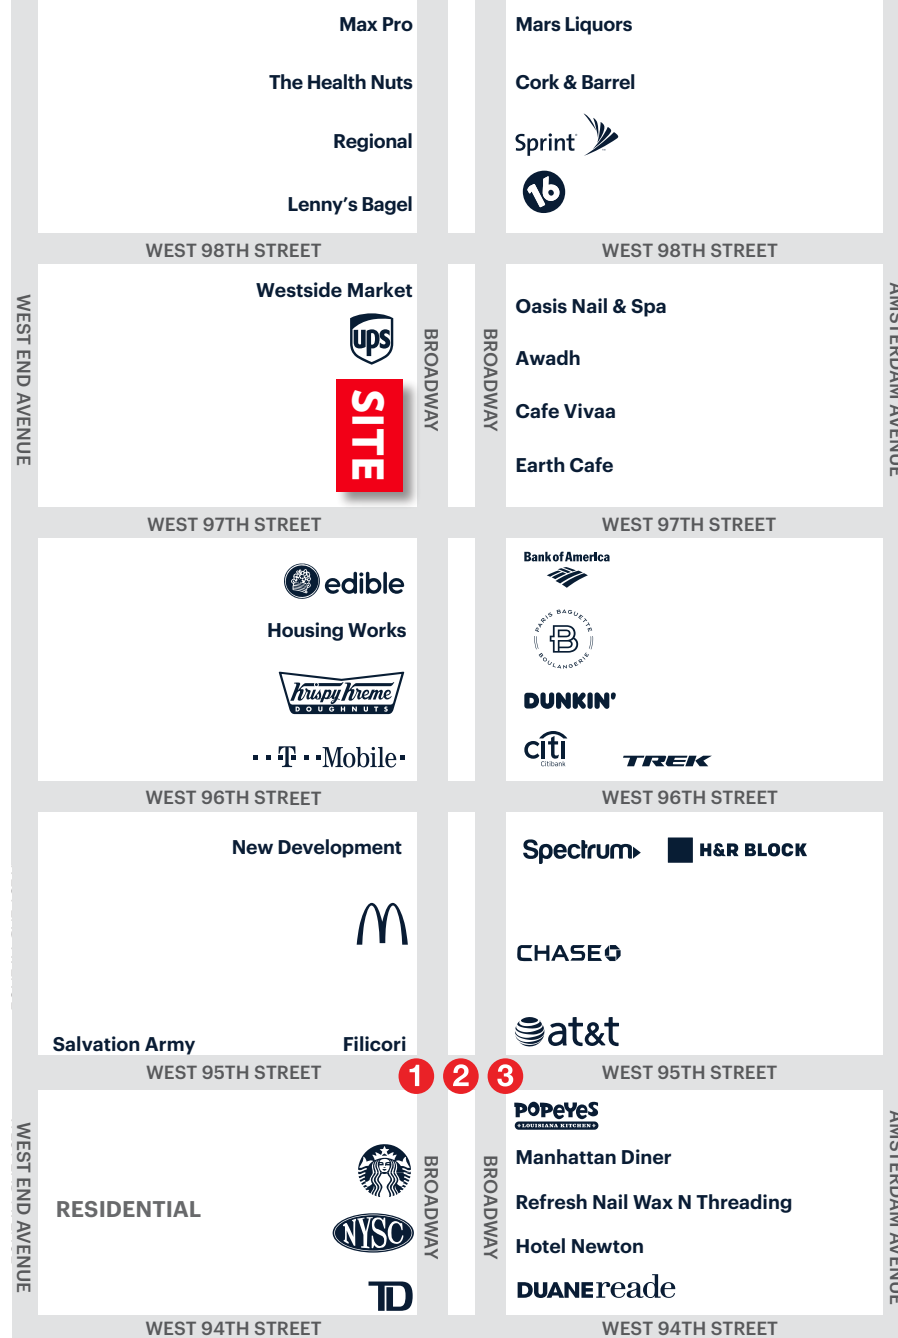 Max Pro
Mars Liquors
The Health Nuts
Cork & Barrel
Regional
Sprint
Lenny's Bagel
16
WEST 98TH STREET
WEST 98TH STREET
Westside Market
ups
SITE
Oasis Nail & Spa
Awadh
Cafe Vivaa
Earth Cafe
WEST END AVENUE
BROADWAY
BROADWAY
AMSTERDAM AVENUE
WEST 97TH STREET
WEST 97TH STREET
edible
Housing Works
Krispy Kreme
DOUGHNUTS
T Mobile
Bank of America
PARIS BAGUETTE
B
BOULANGERIE
DUNKIN'
citi
Citibank
TREK
WEST 96TH STREET
WEST 96TH STREET
New Development
Spectrum
H&R BLOCK
CHASE
at&t
Salvation Army
Filicori
WEST 95TH STREET
1 2 3
WEST 95TH STREET
POPEYES
LOUISIANA KITCHEN
Manhattan Diner
Refresh Nail Wax N Threading
Hotel Newton
DUANE reade
RESIDENTIAL
NYSC
TD
WEST END AVENUE
BROADWAY
BROADWAY
AMSTERDAM AVENUE
WEST 94TH STREET
WEST 94TH STREET